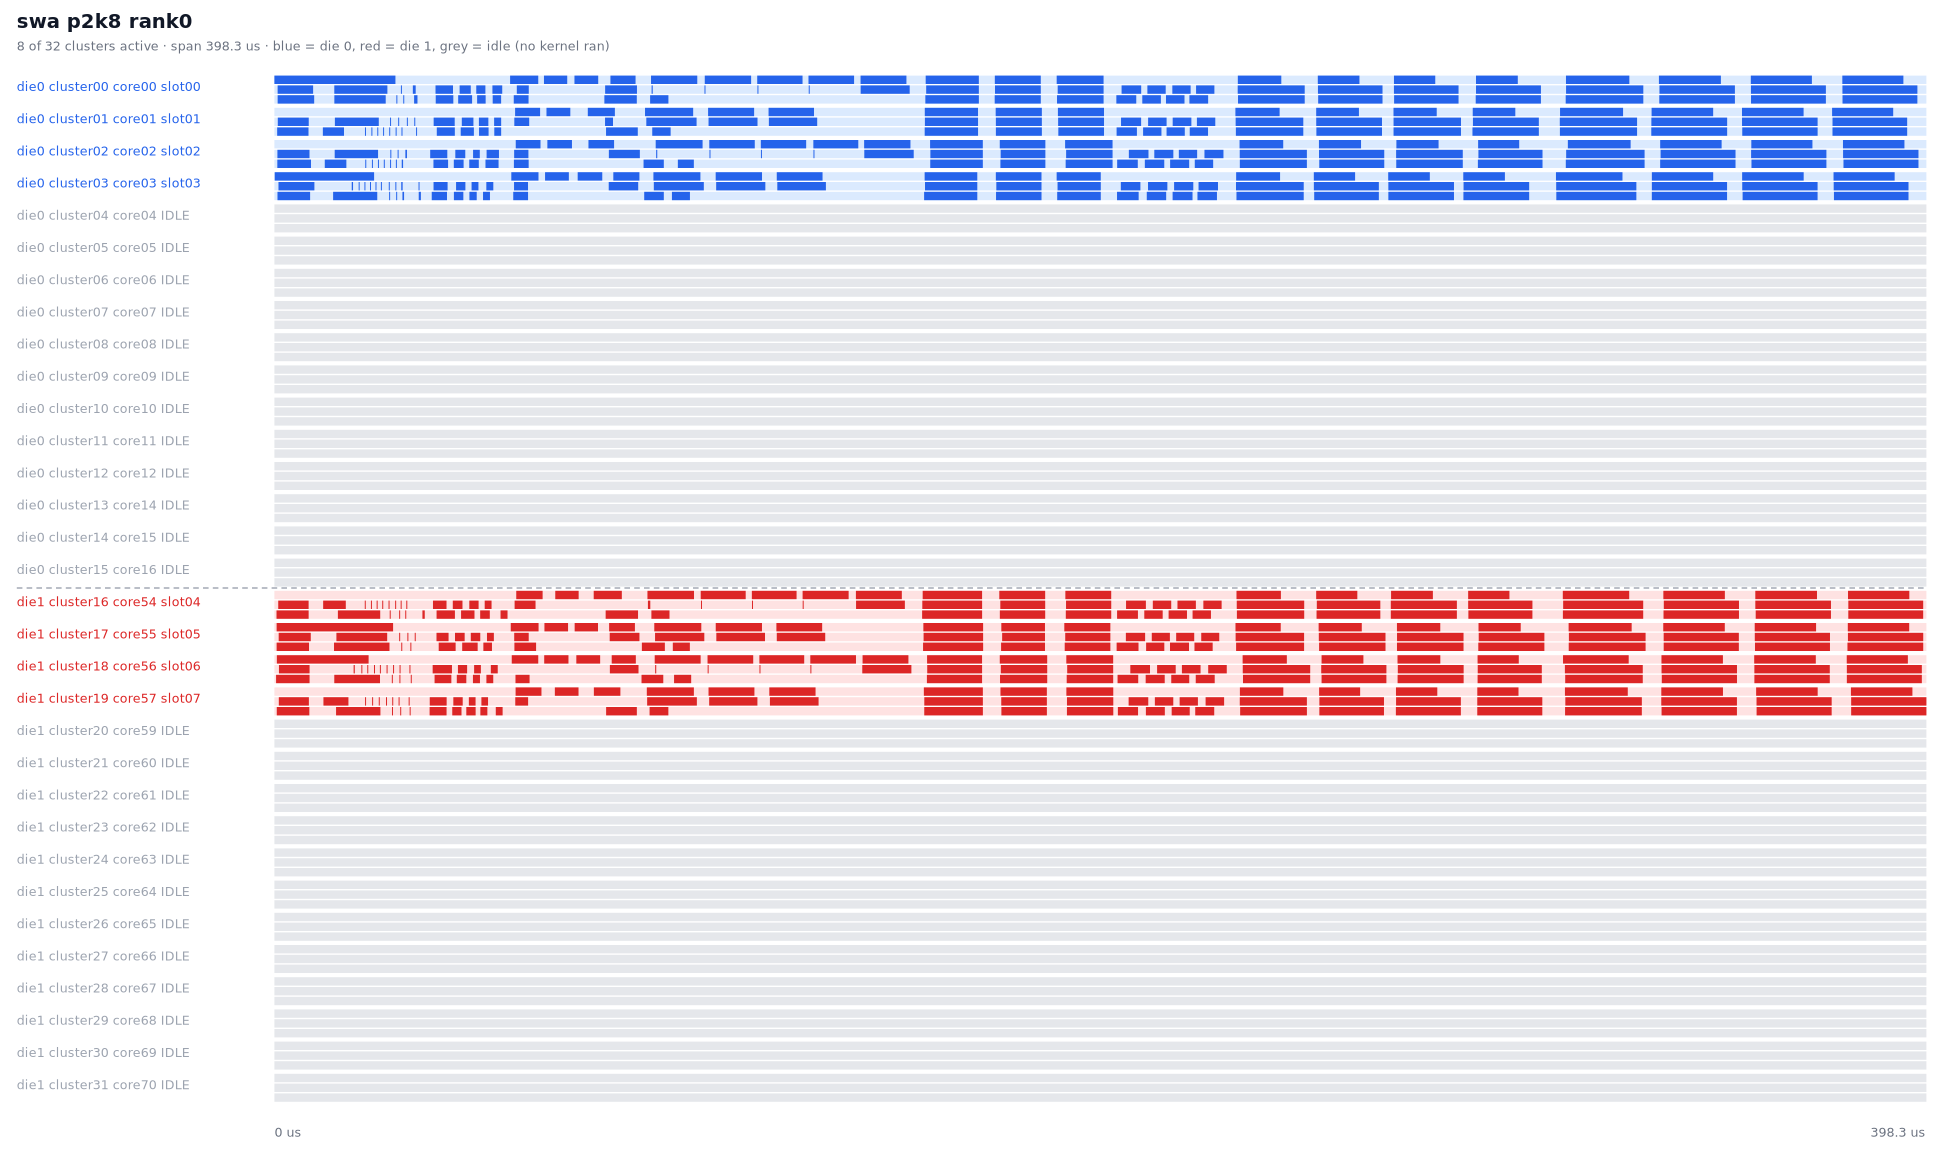 swa p2k8 rank0
8 of 32 clusters active · span 398.3 us · blue = die 0, red = die 1, grey = idle (no kernel ran)
die0 cluster00 core00 slot00
die0 cluster01 core01 slot01
die0 cluster02 core02 slot02
die0 cluster03 core03 slot03
die0 cluster04 core04 IDLE
die0 cluster05 core05 IDLE
die0 cluster06 core06 IDLE
die0 cluster07 core07 IDLE
die0 cluster08 core08 IDLE
die0 cluster09 core09 IDLE
die0 cluster10 core10 IDLE
die0 cluster11 core11 IDLE
die0 cluster12 core12 IDLE
die0 cluster13 core14 IDLE
die0 cluster14 core15 IDLE
die0 cluster15 core16 IDLE
die1 cluster16 core54 slot04
die1 cluster17 core55 slot05
die1 cluster18 core56 slot06
die1 cluster19 core57 slot07
die1 cluster20 core59 IDLE
die1 cluster21 core60 IDLE
die1 cluster22 core61 IDLE
die1 cluster23 core62 IDLE
die1 cluster24 core63 IDLE
die1 cluster25 core64 IDLE
die1 cluster26 core65 IDLE
die1 cluster27 core66 IDLE
die1 cluster28 core67 IDLE
die1 cluster29 core68 IDLE
die1 cluster30 core69 IDLE
die1 cluster31 core70 IDLE
0 us
398.3 us